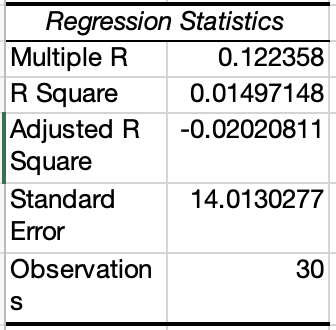 Regression Statistics
Multiple R 0.122358
R Square 0.01497148
Adjusted R -0.02020811
Square
Standard 14.0130277
Error
Observation 30
s